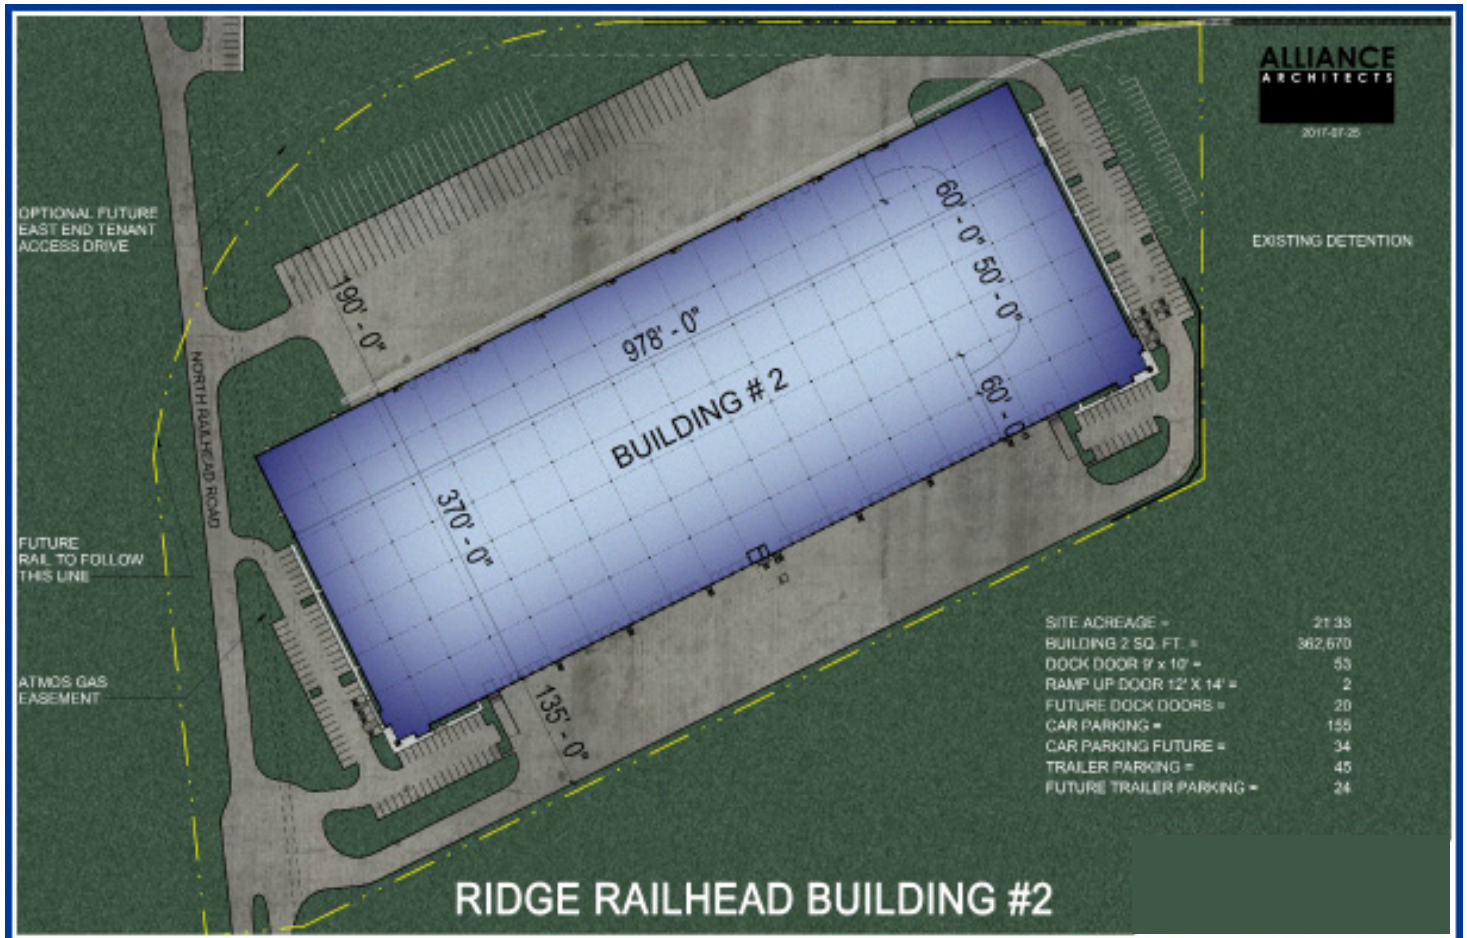 ALLIANCE
ARCHITECTS
2017-07-25
OPTIONAL FUTURE
EAST END TENANT
ACCESS DRIVE
EXISTING DETENTION
60' - 0"
50' - 0"
60' - 0"
190' - 0"
978' - 0"
BUILDING # 2
NORTH RAILHEAD ROAD
370' - 0"
135' - 0"
FUTURE
RAIL TO FOLLOW
THIS LINE
ATMOS GAS
EASEMENT
SITE ACREAGE = 21.33
BUILDING 2 SQ. FT. = 362,670
DOCK DOOR 9' x 10' = 53
RAMP UP DOOR 12' X 14' = 2
FUTURE DOCK DOORS = 20
CAR PARKING = 155
CAR PARKING FUTURE = 34
TRAILER PARKING = 45
FUTURE TRAILER PARKING = 24
RIDGE RAILHEAD BUILDING #2